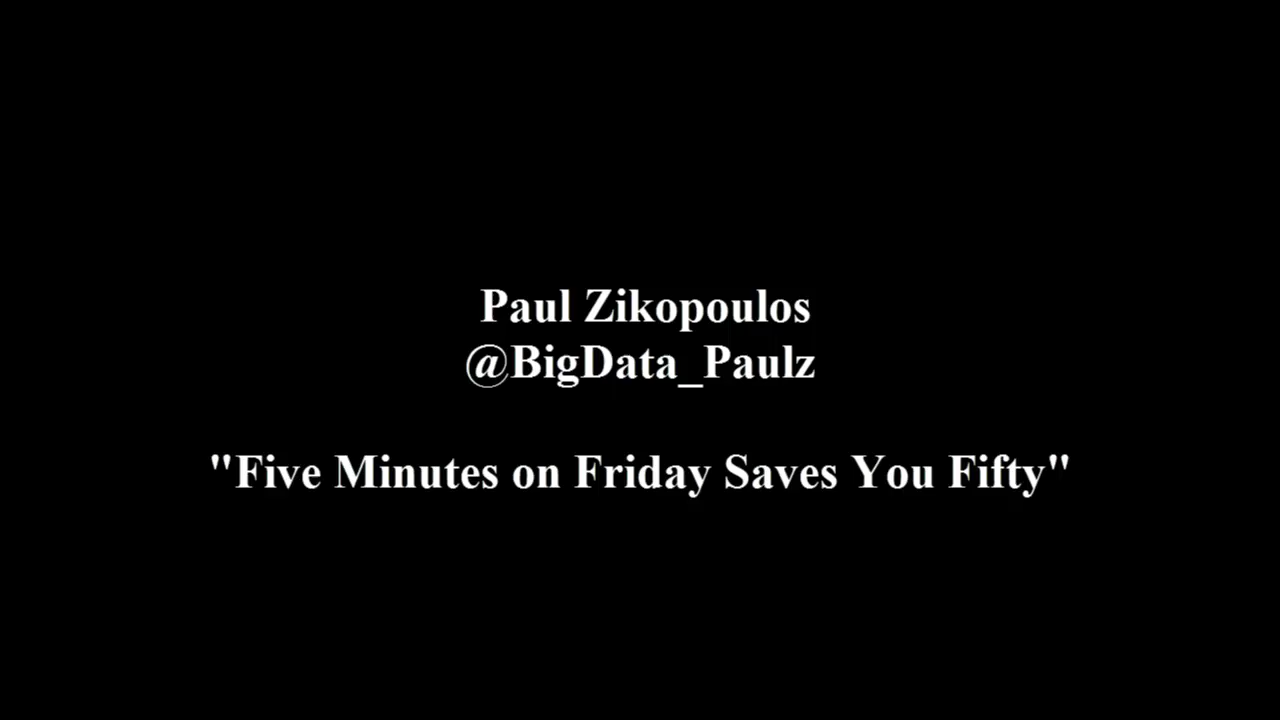 Paul Zikopoulos
@BigData_Paulz
"Five Minutes on Friday Saves You Fifty"